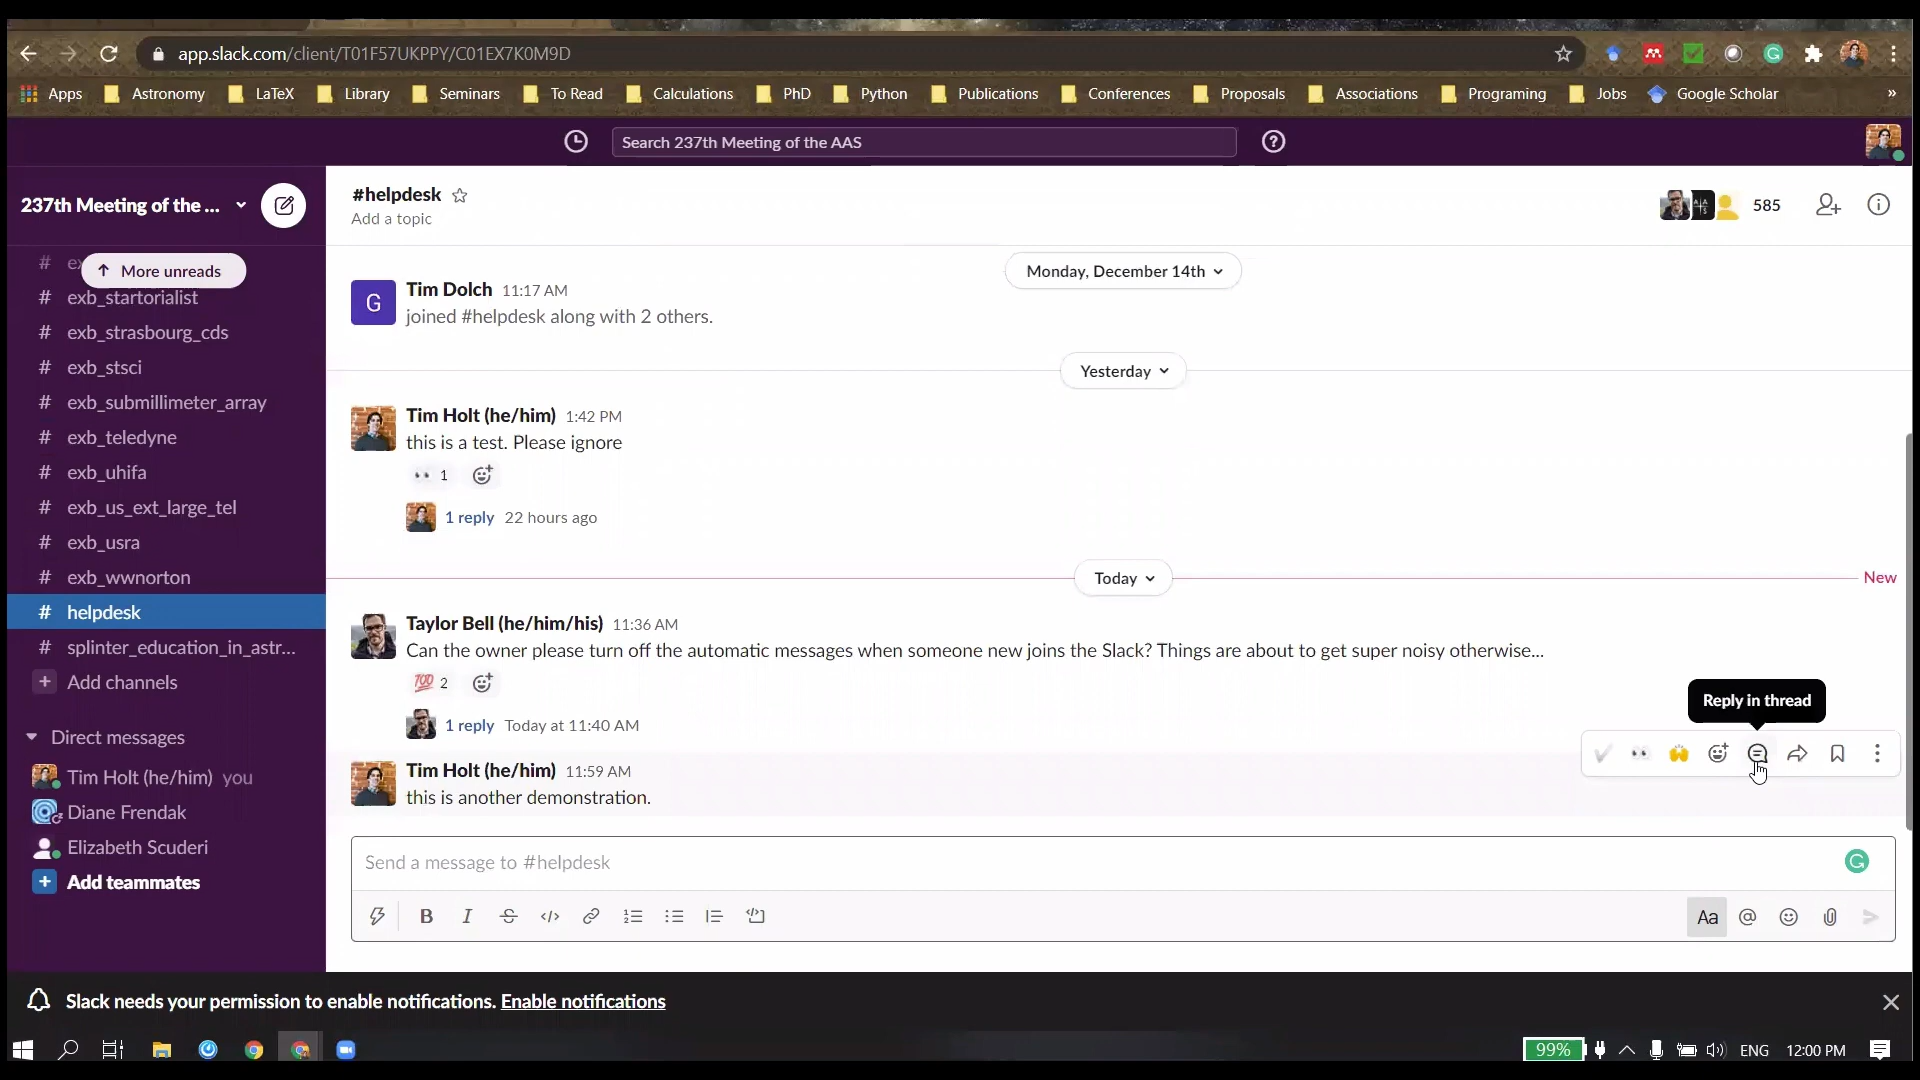 app.slack.com/client/T01F57UKPPY/C01EX7K0M9D
Apps Astronomy LaTeX Library Seminars To Read Calculations PhD Python Publications Conferences Proposals Associations Programing Jobs Google Scholar »
Search 237th Meeting of the AAS
237th Meeting of the ...
More unreads
# exb_startorialist
# exb_strasbourg_cds
# exb_stsci
# exb_submillimeter_array
# exb_teledyne
# exb_uhifa
# exb_us_ext_large_tel
# exb_usra
# exb_wwnorton
# helpdesk
# splinter_education_in_astr...
+ Add channels
Direct messages
Tim Holt (he/him) you
Diane Frendak
Elizabeth Scuderi
+ Add teammates
#helpdesk
Add a topic
585
Monday, December 14th
G
Tim Dolch 11:17 AM
joined #helpdesk along with 2 others.
Yesterday
Tim Holt (he/him) 1:42 PM
this is a test. Please ignore
1
1 reply 22 hours ago
Today
New
Taylor Bell (he/him/his) 11:36 AM
Can the owner please turn off the automatic messages when someone new joins the Slack? Things are about to get super noisy otherwise...
💯 2
1 reply Today at 11:40 AM
Reply in thread
Tim Holt (he/him) 11:59 AM
this is another demonstration.
Send a message to #helpdesk
B I S </> Aa @
Slack needs your permission to enable notifications. Enable notifications
99% ENG 12:00 PM